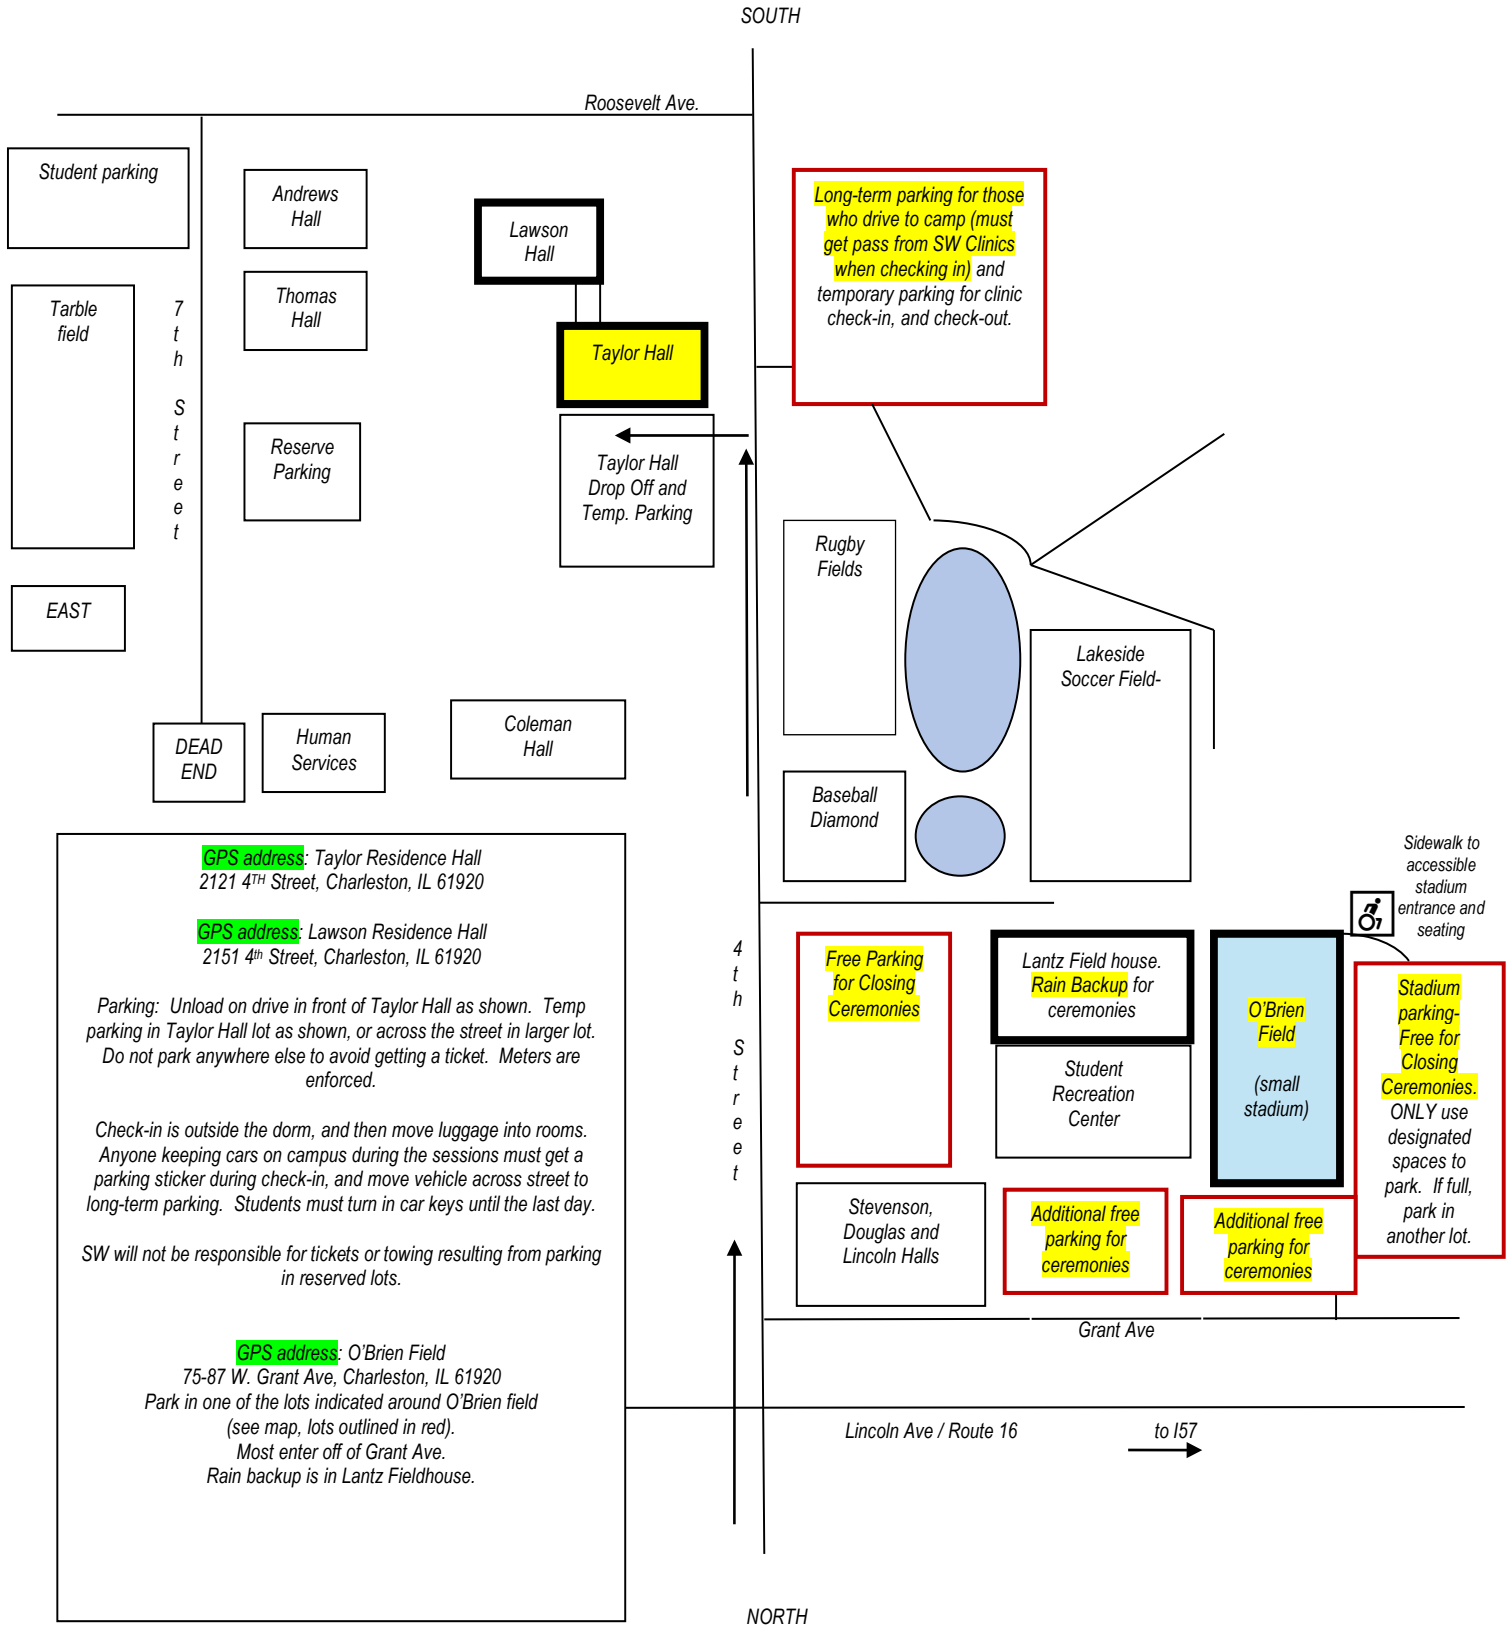 SOUTH
Roosevelt Ave.
Student parking
Andrews
Hall
Lawson
Hall
Long-term parking for those
who drive to camp (must
get pass from SW Clinics
when checking in) and
temporary parking for clinic
check-in, and check-out.
Tarble
field
7
t
h
S
t
r
e
e
t
Thomas
Hall
Taylor Hall
Reserve
Parking
Taylor Hall
Drop Off and
Temp. Parking
Rugby
Fields
EAST
Lakeside
Soccer Field-
DEAD
END
Human
Services
Coleman
Hall
Baseball
Diamond
GPS address: Taylor Residence Hall
2121 4TH Street, Charleston, IL 61920
GPS address: Lawson Residence Hall
2151 4th Street, Charleston, IL 61920
Parking: Unload on drive in front of Taylor Hall as shown. Temp
parking in Taylor Hall lot as shown, or across the street in larger lot.
Do not park anywhere else to avoid getting a ticket. Meters are
enforced.
Check-in is outside the dorm, and then move luggage into rooms.
Anyone keeping cars on campus during the sessions must get a
parking sticker during check-in, and move vehicle across street to
long-term parking. Students must turn in car keys until the last day.
SW will not be responsible for tickets or towing resulting from parking
in reserved lots.
GPS address: O'Brien Field
75-87 W. Grant Ave, Charleston, IL 61920
Park in one of the lots indicated around O'Brien field
(see map, lots outlined in red).
Most enter off of Grant Ave.
Rain backup is in Lantz Fieldhouse.
4
t
h
S
t
r
e
e
t
Free Parking
for Closing
Ceremonies
Lantz Field house.
Rain Backup for
ceremonies
Student
Recreation
Center
O'Brien
Field
(small
stadium)
Sidewalk to
accessible
stadium
entrance and
seating
Stadium
parking-
Free for
Closing
Ceremonies.
ONLY use
designated
spaces to
park. If full,
park in
another lot.
Stevenson,
Douglas and
Lincoln Halls
Additional free
parking for
ceremonies
Additional free
parking for
ceremonies
Grant Ave
Lincoln Ave / Route 16
to I57
NORTH